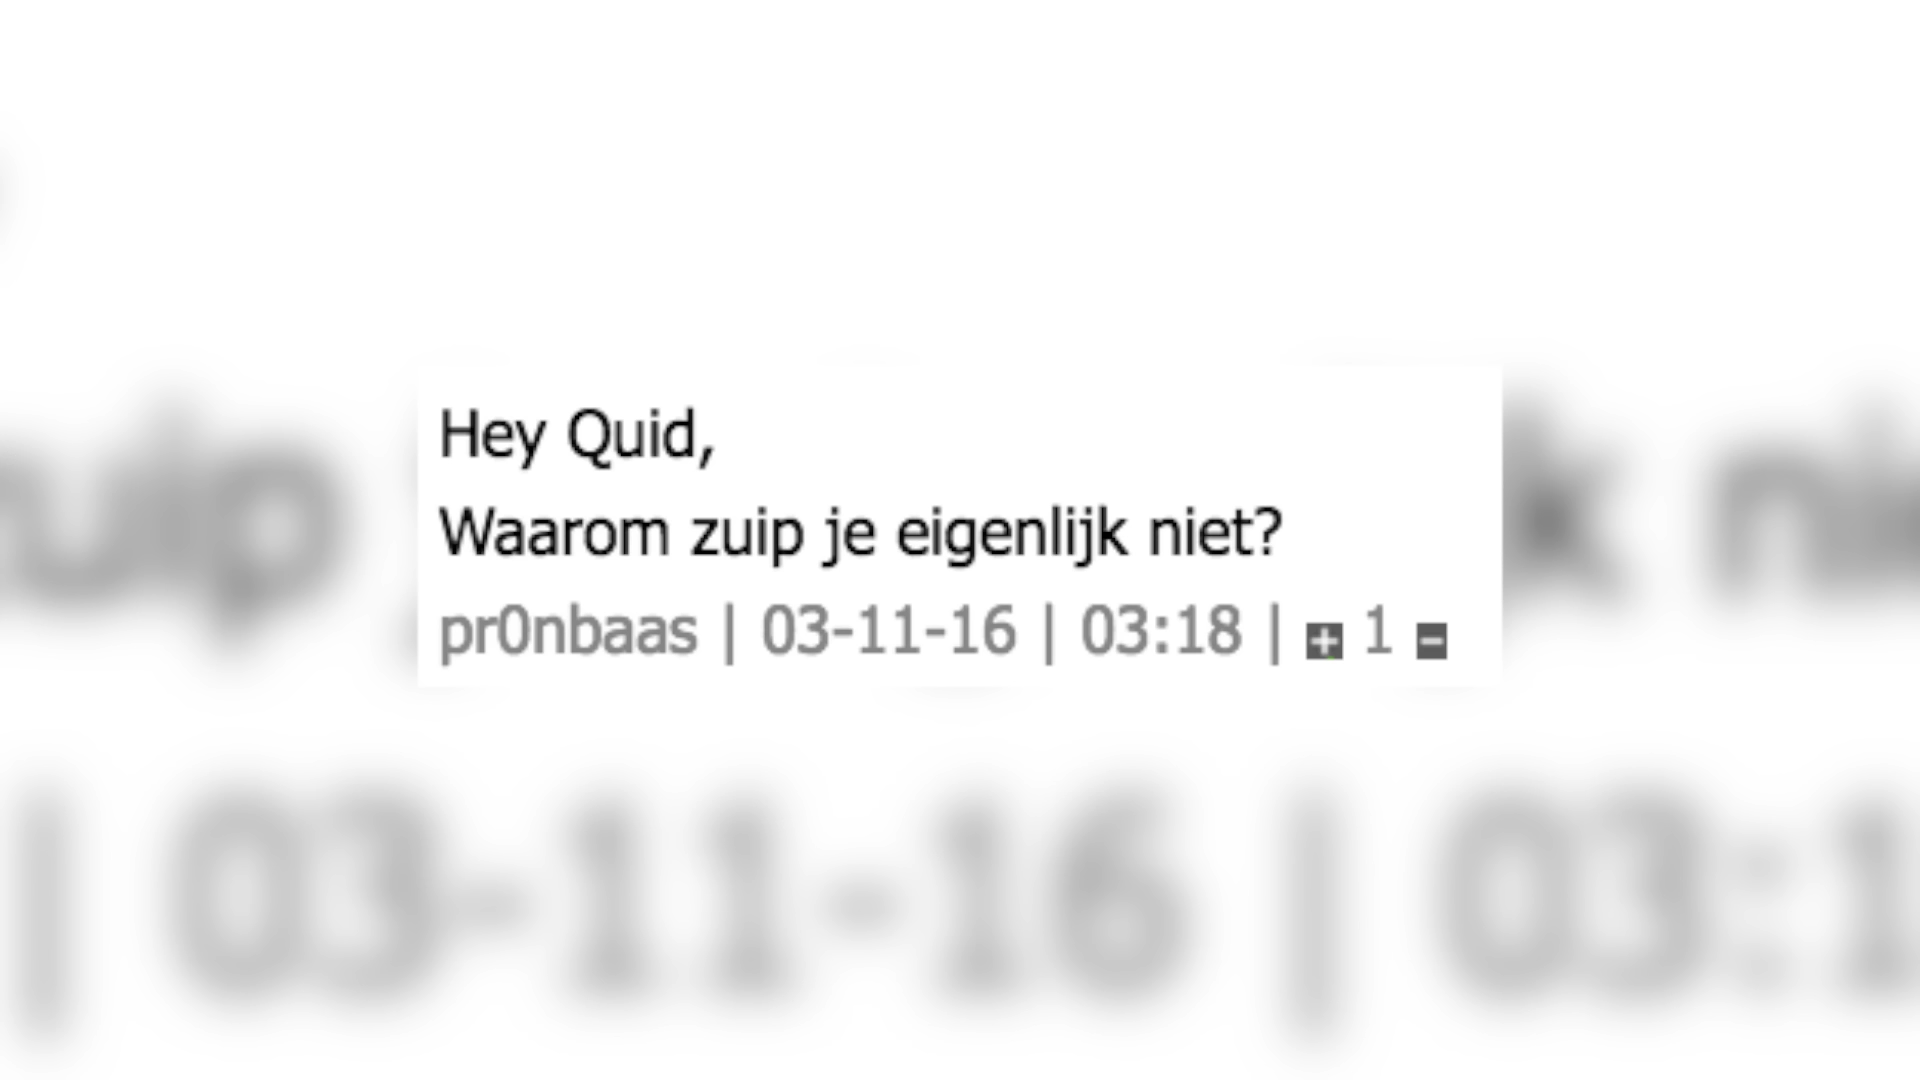 Hey Quid,
Waarom zuip je eigenlijk niet?
pr0nbaas | 03-11-16 | 03:18 | + 1 -